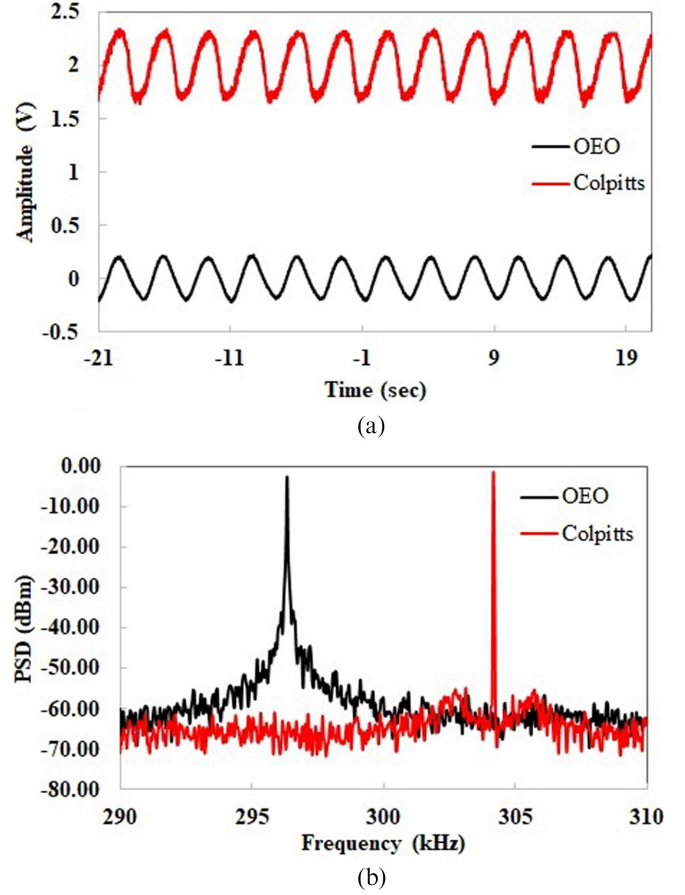 2.5
2
1.5
1
0.5
0
-0.5
Amplitude (V)
OEO
Colpitts
-21 -11 -1 9 19
Time (sec)
(a)
0.00
-10.00
-20.00
-30.00
-40.00
-50.00
-60.00
-70.00
-80.00
PSD (dBm)
OEO
Colpitts
290 295 300 305 310
Frequency (kHz)
(b)